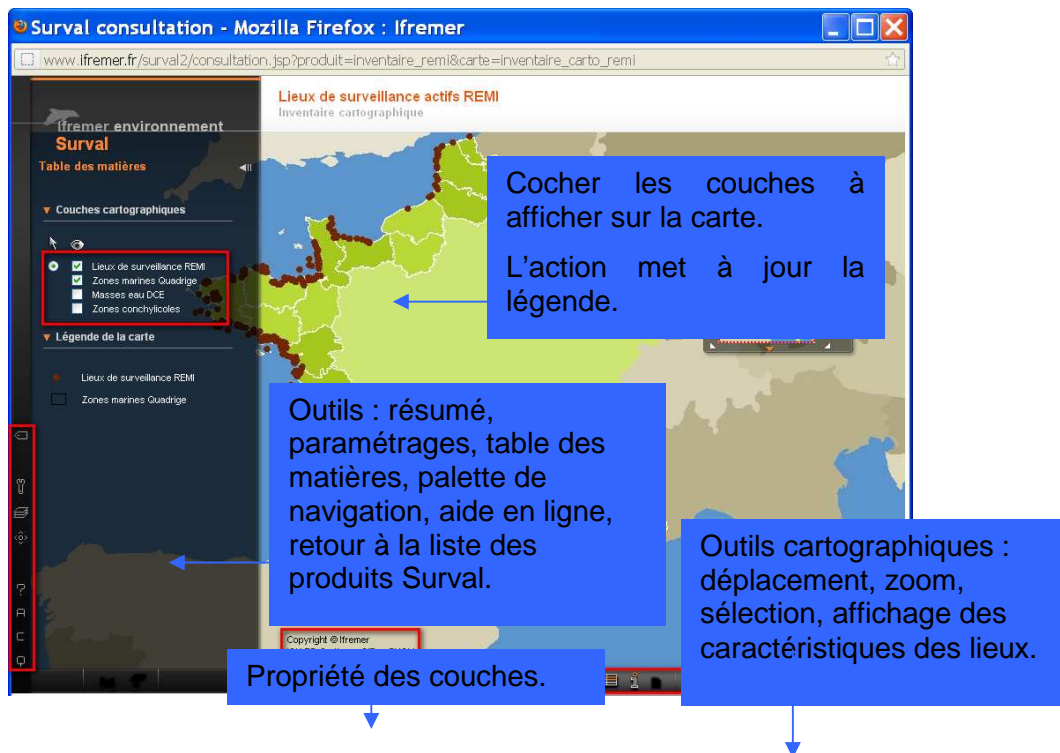 Surval consultation - Mozilla Firefox : Ifremer
www.ifremer.fr/surval2/consultation.jsp?produit=inventaire_remi&carte=inventaire_carto_remi
Lieux de surveillance actifs REMI
Inventaire cartographique
Ifremer environnement
Surval
Table des matières
Couches cartographiques
Lieux de surveillance REMI
Zones marines Quadrige
Masses eau DCE
Zones conchylicoles
Légende de la carte
Lieux de surveillance REMI
Zones marines Quadrige
Cocher les couches à
afficher sur la carte.
L'action met à jour la
légende.
Outils : résumé,
paramétrages, table des
matières, palette de
navigation, aide en ligne,
retour à la liste des
produits Surval.
Outils cartographiques :
déplacement, zoom,
sélection, affichage des
caractéristiques des lieux.
Copyright © Ifremer
Propriété des couches.